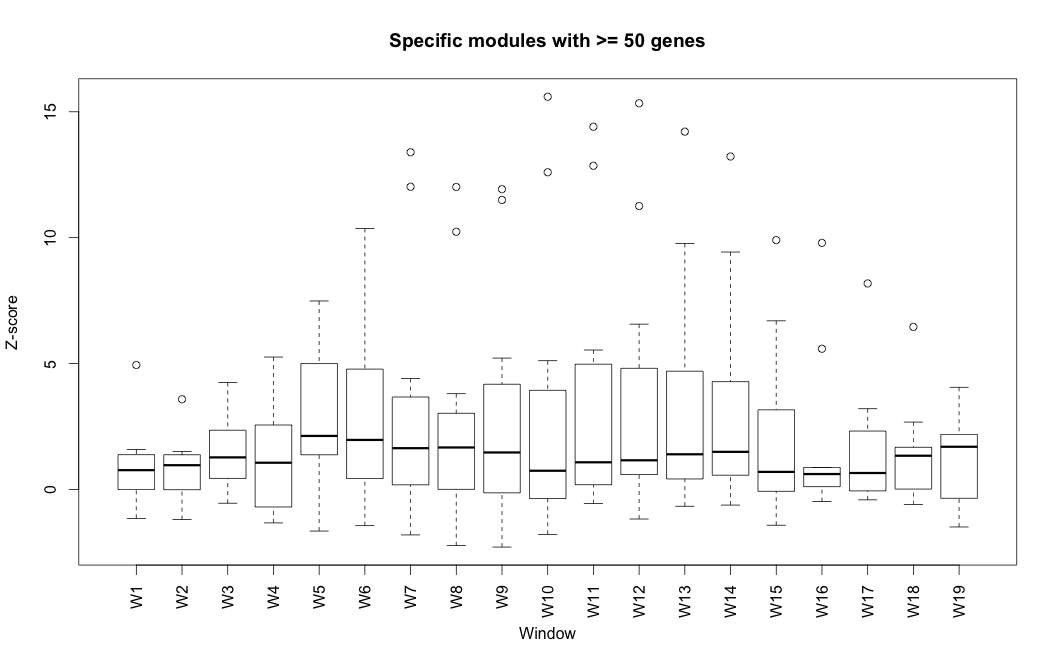 Specific modules with >= 50 genes
15
10
5
0
Z-score
W1 W2 W3 W4 W5 W6 W7 W8 W9 W10 W11 W12 W13 W14 W15 W16 W17 W18 W19
Window